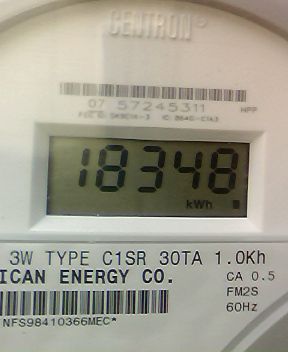 CENTRON
07 57245311 HPP
18348
kWh
3W TYPE C1SR 30TA 1.0Kh
ICAN ENERGY CO. CA 0.5
FM2S
60Hz
NFS98410366MEC*